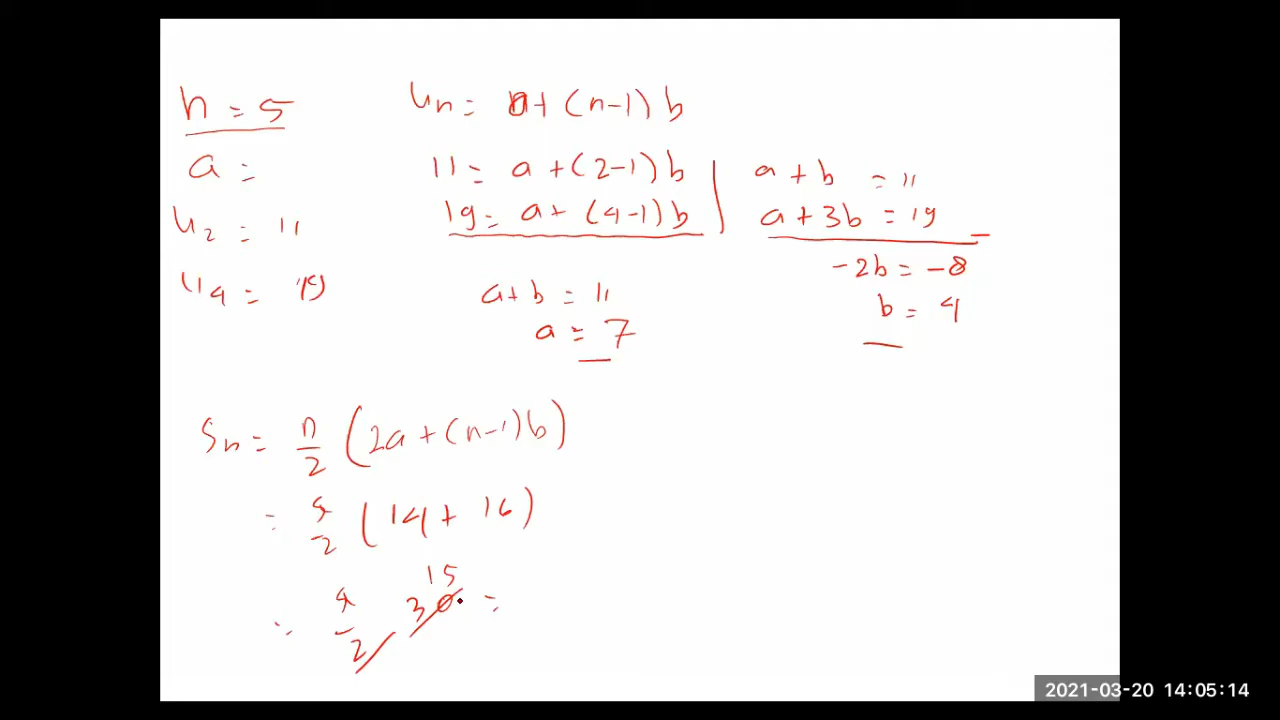 n = 5
a =
U2 = 11
U4 = 19
Un = a + (n-1) b
11 = a + (2-1) b
19 = a + (4-1) b
a + b = 11
a + 3b = 19
-2b = -8
b = 4
a + b = 11
a = 7
Sn = n/2 (2a + (n-1) b)
= 5/2 (14 + 16)
15
= 5/2 30 =
2021-03-20 14:05:14